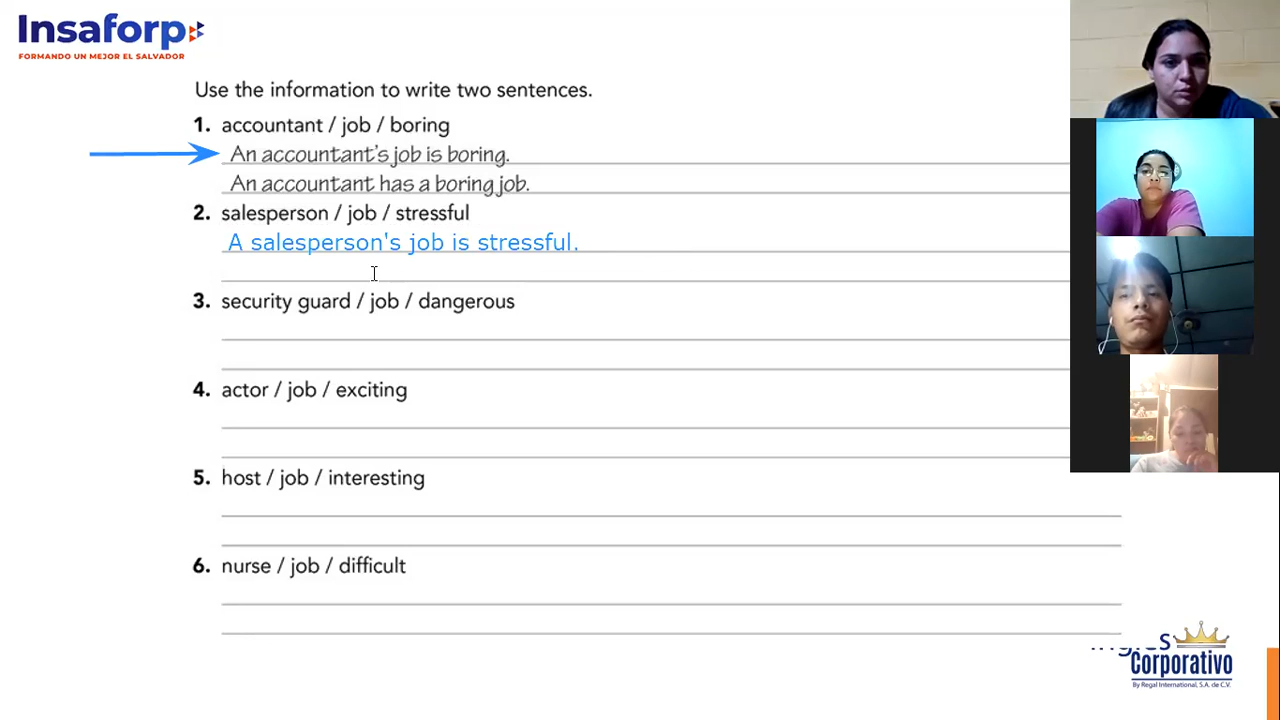 Insaforp
FORMANDO UN MEJOR EL SALVADOR
Use the information to write two sentences.
1. accountant / job / boring
An accountant's job is boring.
An accountant has a boring job.
2. salesperson / job / stressful
A salesperson's job is stressful.
3. security guard / job / dangerous
4. actor / job / exciting
5. host / job / interesting
6. nurse / job / difficult
Corporativo
By Regal International, S.A. de C.V.